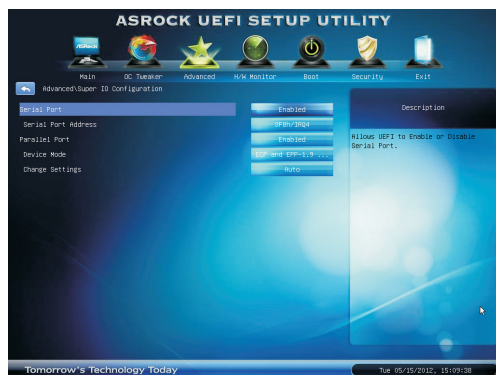 ASROCK UEFI SETUP UTILITY
ASRock
Main OC Tweaker Advanced H/W Monitor Boot Security Exit
Advanced\Super IO Configuration
Description
Serial Port Enabled
Serial Port Address 3F8h/IRQ4
Parallel Port Enabled
Device Mode ECP and EPP-1.9 ...
Change Settings Auto
Allows UEFI to Enable or Disable
Serial Port.
Tomorrow's Technology Today
Tue 05/15/2012, 15:09:38